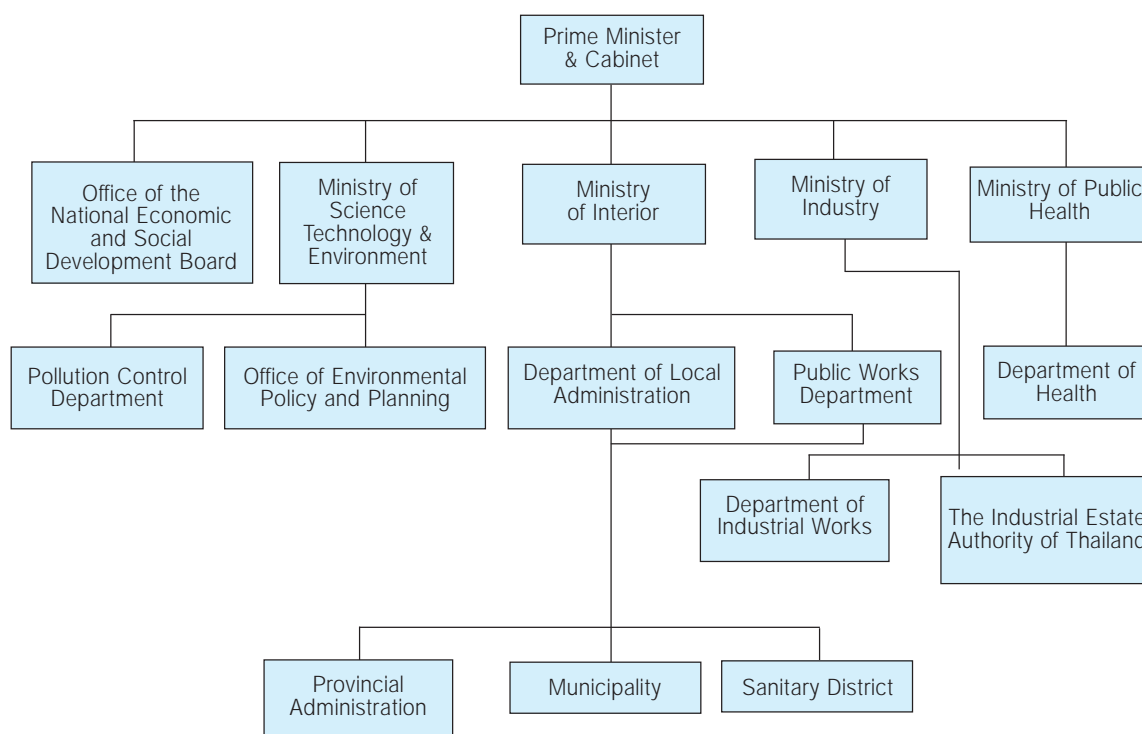 Prime Minister
& Cabinet
Office of the
National Economic
and Social
Development Board
Ministry of
Science
Technology &
Environment
Ministry
of Interior
Ministry of
Industry
Ministry of Public
Health
Pollution Control
Department
Office of Environmental
Policy and Planning
Department of Local
Administration
Public Works
Department
Department of
Health
Department of
Industrial Works
The Industrial Estate
Authority of Thailand
Provincial
Administration
Municipality
Sanitary District